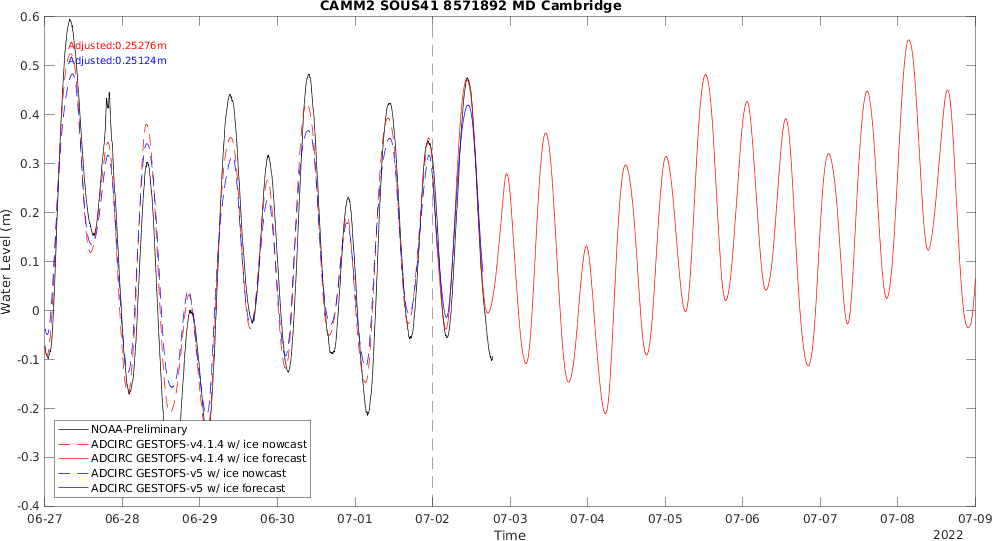 CAMM2 SOUS41 8571892 MD Cambridge
0.6
Adjusted:0.25276m
0.5
Adjusted:0.25124m
0.4
0.3
0.2
Water Level (m)
0.1
0
-0.1
-0.2
NOAA-Preliminary
ADCIRC GESTOFS-v4.1.4 w/ ice nowcast
-0.3
ADCIRC GESTOFS-v4.1.4 w/ ice forecast
ADCIRC GESTOFS-v5 w/ ice nowcast
ADCIRC GESTOFS-v5 w/ ice forecast
-0.4
06-27 06-28 06-29 06-30 07-01 07-02 07-03 07-04 07-05 07-06 07-07 07-08 07-09
Time
2022